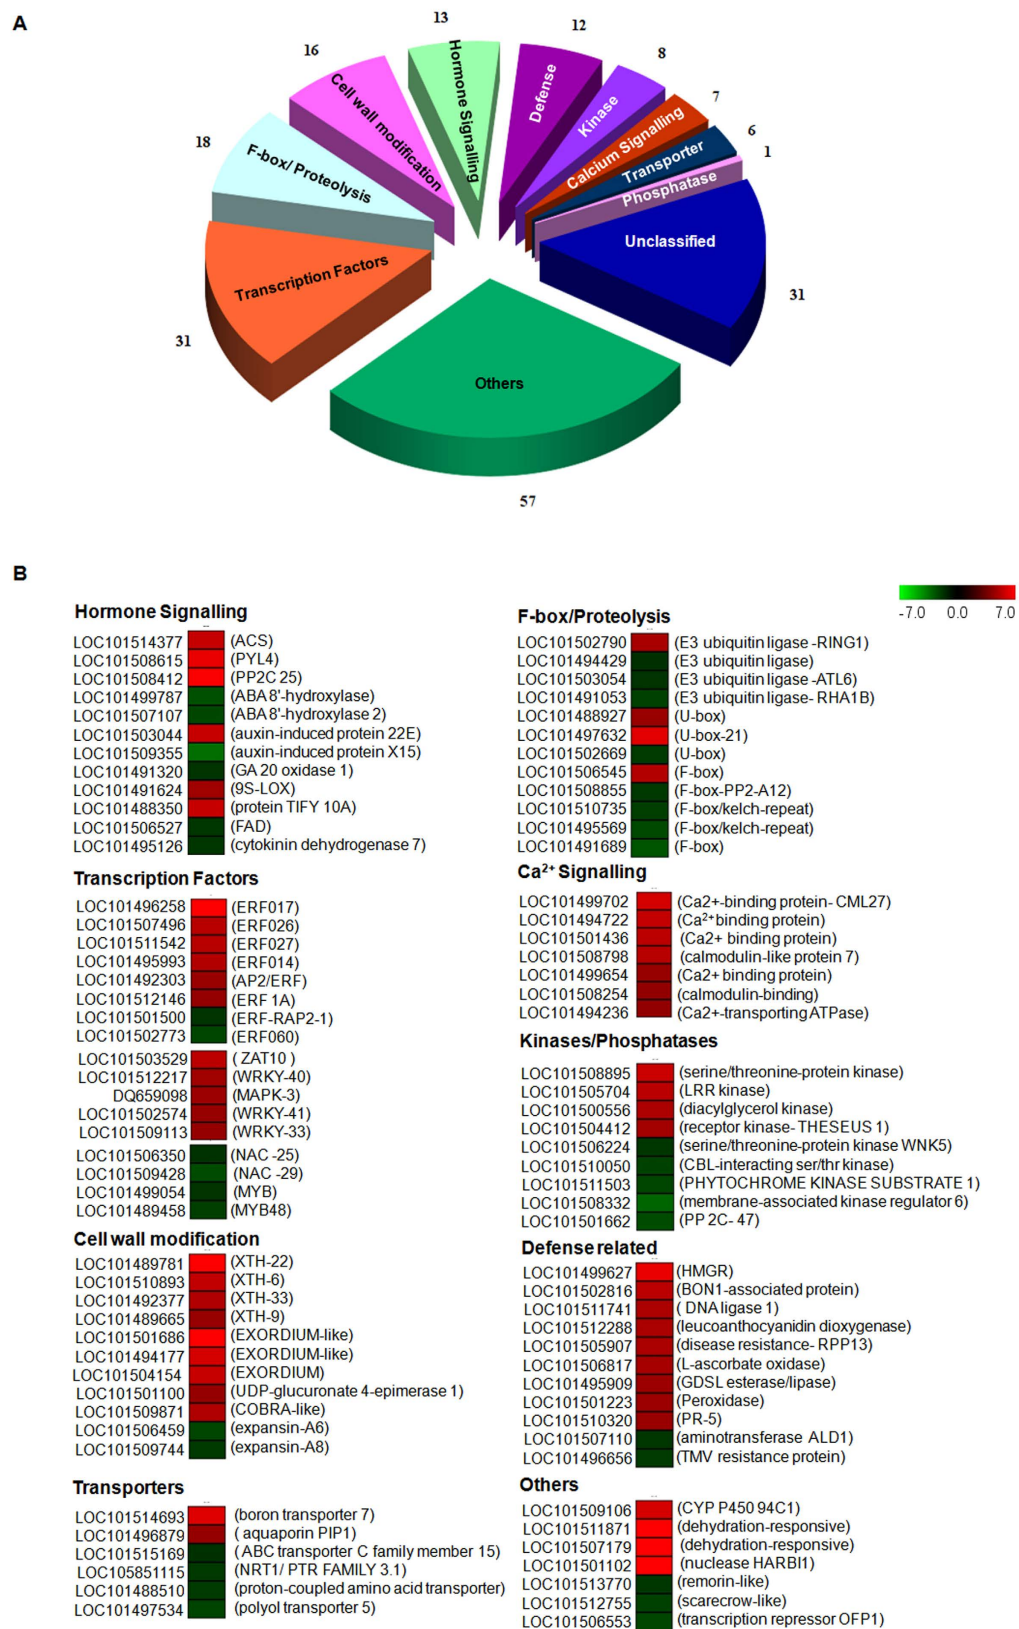 A
13
12
16
8
7
18
6
1
Hormone Signalling
Defense
Cell wall modification
Kinase
Calcium Signalling
F-box/ Proteolysis
Transporter
Phosphatase
Unclassified
Transcription Factors
31
31
Others
57
B
-7.0 0.0 7.0
Hormone Signalling
LOC101514377 (ACS)
LOC101508615 (PYL4)
LOC101508412 (PP2C 25)
LOC101499787 (ABA 8'-hydroxylase)
LOC101507107 (ABA 8'-hydroxylase 2)
LOC101503044 (auxin-induced protein 22E)
LOC101509355 (auxin-induced protein X15)
LOC101491320 (GA 20 oxidase 1)
LOC101491624 (9S-LOX)
LOC101488350 (protein TIFY 10A)
LOC101506527 (FAD)
LOC101495126 (cytokinin dehydrogenase 7)
Transcription Factors
LOC101496258 (ERF017)
LOC101507496 (ERF026)
LOC101511542 (ERF027)
LOC101495993 (ERF014)
LOC101492303 (AP2/ERF)
LOC101512146 (ERF 1A)
LOC101501500 (ERF-RAP2-1)
LOC101502773 (ERF060)
LOC101503529 ( ZAT10 )
LOC101512217 (WRKY-40)
DQ659098 (MAPK-3)
LOC101502574 (WRKY-41)
LOC101509113 (WRKY-33)
LOC101506350 (NAC -25)
LOC101509428 (NAC -29)
LOC101499054 (MYB)
LOC101489458 (MYB48)
Cell wall modification
LOC101489781 (XTH-22)
LOC101510893 (XTH-6)
LOC101492377 (XTH-33)
LOC101489665 (XTH-9)
LOC101501686 (EXORDIUM-like)
LOC101494177 (EXORDIUM-like)
LOC101504154 (EXORDIUM)
LOC101501100 (UDP-glucuronate 4-epimerase 1)
LOC101509871 (COBRA-like)
LOC101506459 (expansin-A6)
LOC101509744 (expansin-A8)
Transporters
LOC101514693 (boron transporter 7)
LOC101496879 ( aquaporin PIP1)
LOC101515169 ( ABC transporter C family member 15)
LOC105851115 (NRT1/ PTR FAMILY 3.1)
LOC101488510 (proton-coupled amino acid transporter)
LOC101497534 (polyol transporter 5)
F-box/Proteolysis
LOC101502790 (E3 ubiquitin ligase -RING1)
LOC101494429 (E3 ubiquitin ligase)
LOC101503054 (E3 ubiquitin ligase -ATL6)
LOC101491053 (E3 ubiquitin ligase- RHA1B)
LOC101488927 (U-box)
LOC101497632 (U-box-21)
LOC101502669 (U-box)
LOC101506545 (F-box)
LOC101508855 (F-box-PP2-A12)
LOC101510735 (F-box/kelch-repeat)
LOC101495569 (F-box/kelch-repeat)
LOC101491689 (F-box)
Ca²⁺ Signalling
LOC101499702 (Ca2+-binding protein- CML27)
LOC101494722 (Ca²⁺ binding protein)
LOC101501436 (Ca2+ binding protein)
LOC101508798 (calmodulin-like protein 7)
LOC101499654 (Ca2+ binding protein)
LOC101508254 (calmodulin-binding)
LOC101494236 (Ca2+-transporting ATPase)
Kinases/Phosphatases
LOC101508895 (serine/threonine-protein kinase)
LOC101505704 (LRR kinase)
LOC101500556 (diacylglycerol kinase)
LOC101504412 (receptor kinase- THESEUS 1)
LOC101506224 (serine/threonine-protein kinase WNK5)
LOC101510050 (CBL-interacting ser/thr kinase)
LOC101511503 (PHYTOCHROME KINASE SUBSTRATE 1)
LOC101508332 (membrane-associated kinase regulator 6)
LOC101501662 (PP 2C- 47)
Defense related
LOC101499627 (HMGR)
LOC101502816 (BON1-associated protein)
LOC101511741 ( DNA ligase 1)
LOC101512288 (leucoanthocyanidin dioxygenase)
LOC101505907 (disease resistance- RPP13)
LOC101506817 (L-ascorbate oxidase)
LOC101495909 (GDSL esterase/lipase)
LOC101501223 (Peroxidase)
LOC101510320 (PR-5)
LOC101507110 (aminotransferase ALD1)
LOC101496656 (TMV resistance protein)
Others
LOC101509106 (CYP P450 94C1)
LOC101511871 (dehydration-responsive)
LOC101507179 (dehydration-responsive)
LOC101501102 (nuclease HARBI1)
LOC101513770 (remorin-like)
LOC101512755 (scarecrow-like)
LOC101506553 (transcription repressor OFP1)